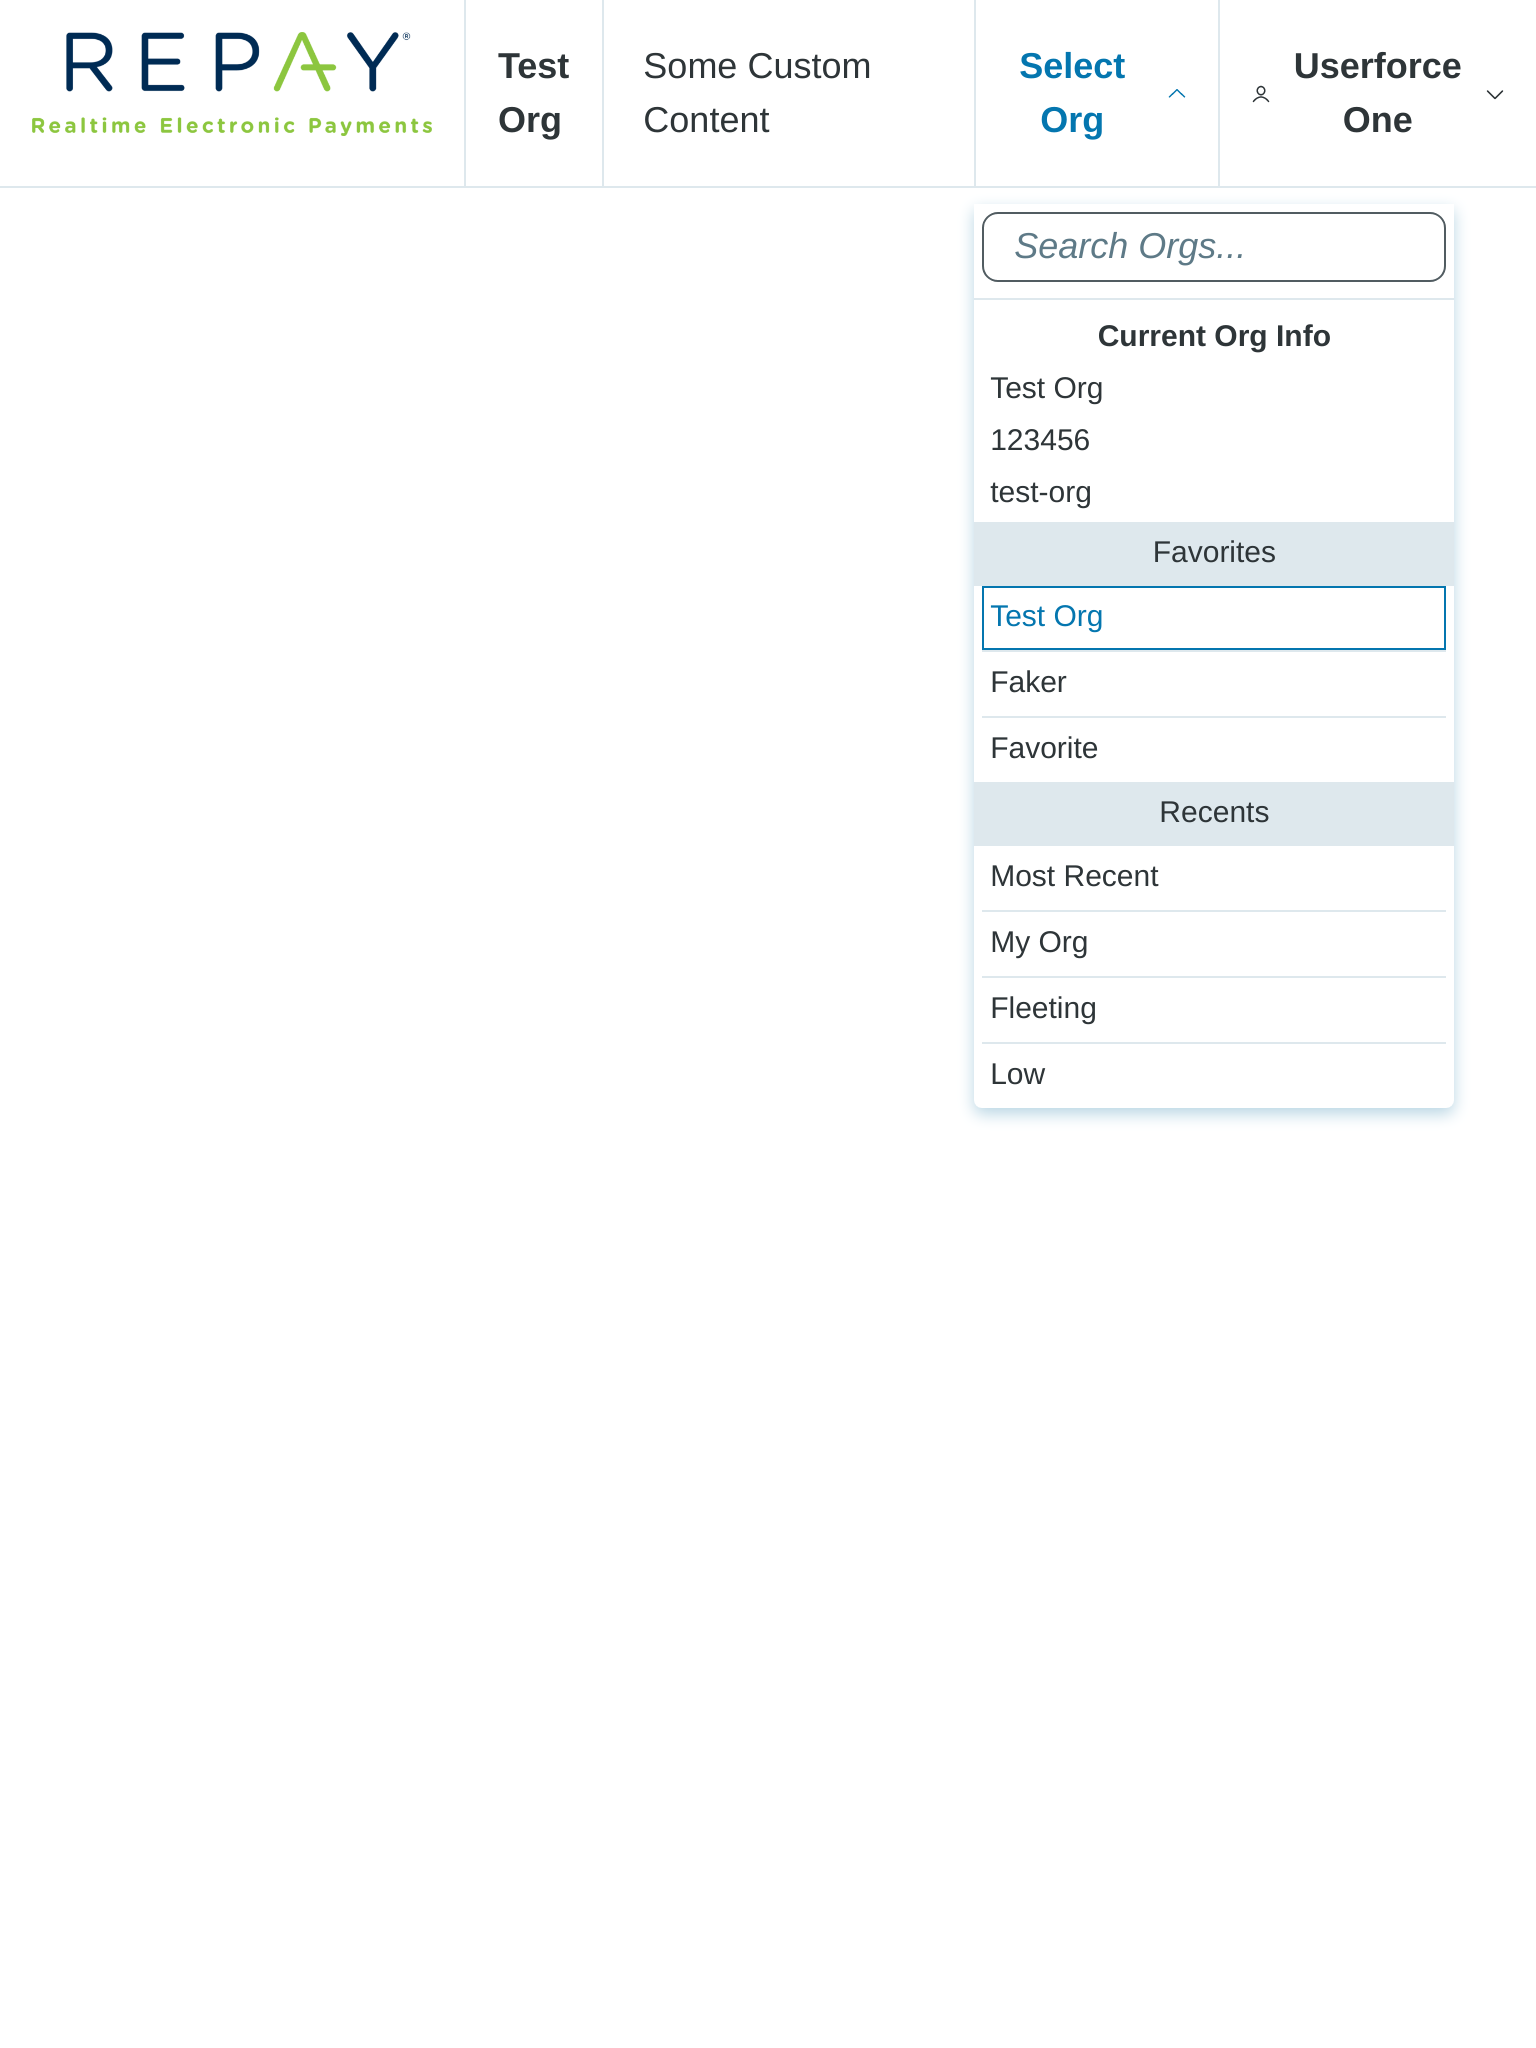 REPAY®
Realtime Electronic Payments
Test
Org
Some Custom
Content
Select
Org
Userforce
One
Search Orgs...
Current Org Info
Test Org
123456
test-org
Favorites
Test Org
Faker
Favorite
Recents
Most Recent
My Org
Fleeting
Low